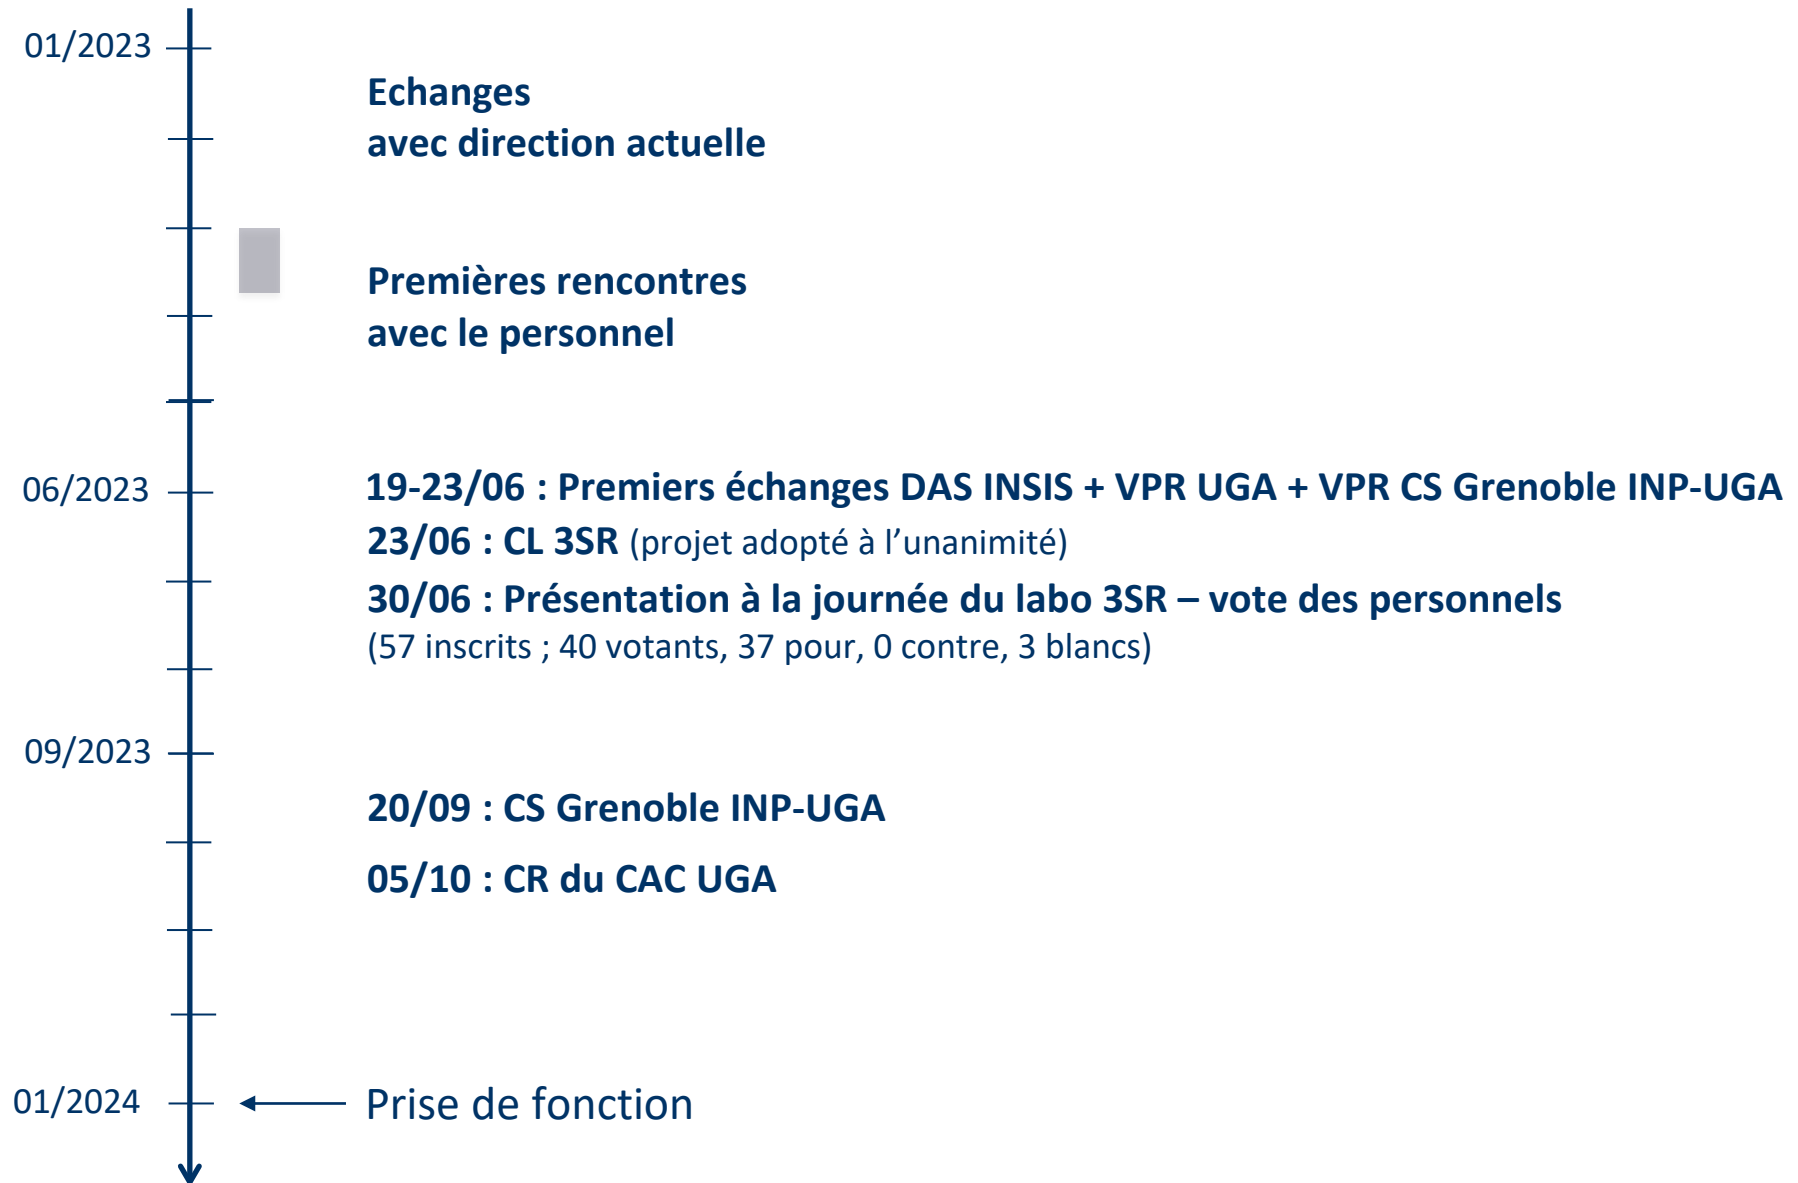 01/2023
Echanges
avec direction actuelle
Premières rencontres
avec le personnel
06/2023
19-23/06 : Premiers échanges DAS INSIS + VPR UGA + VPR CS Grenoble INP-UGA
23/06 : CL 3SR (projet adopté à l’unanimité)
30/06 : Présentation à la journée du labo 3SR – vote des personnels
(57 inscrits ; 40 votants, 37 pour, 0 contre, 3 blancs)
09/2023
20/09 : CS Grenoble INP-UGA
05/10 : CR du CAC UGA
01/2024
Prise de fonction